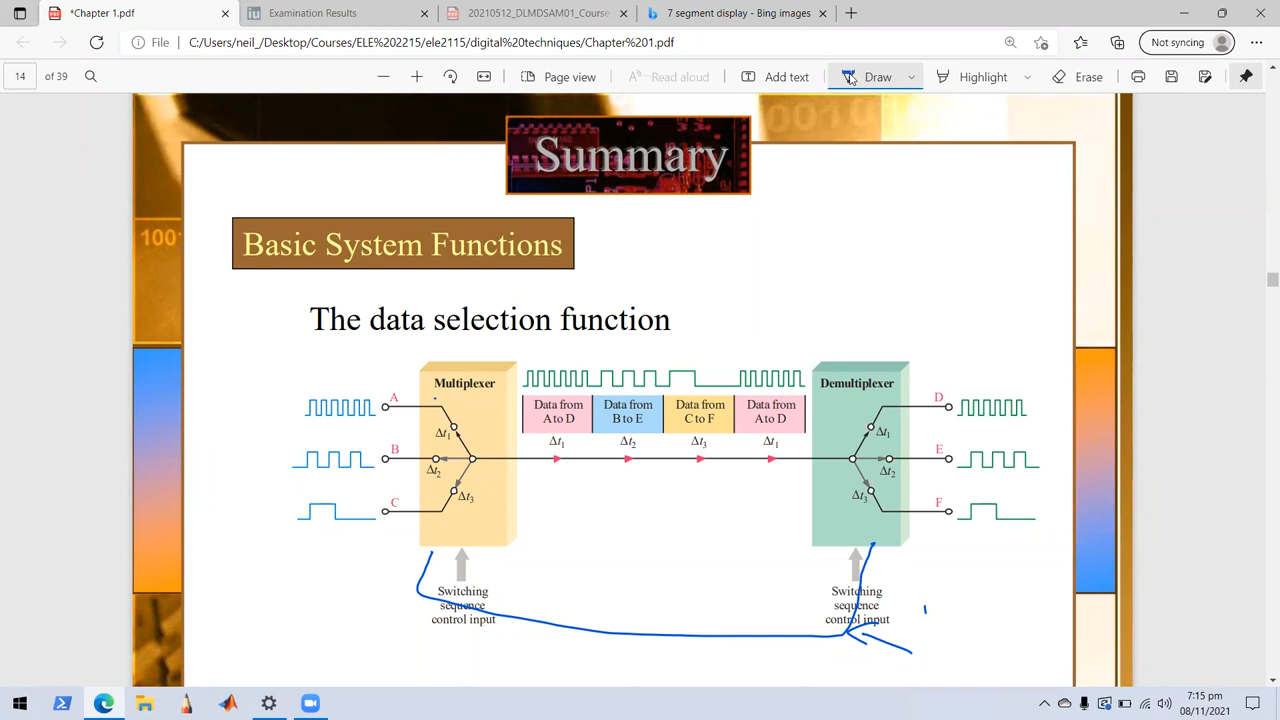 *Chapter 1.pdf
Examination Results
20210512_DLMDSAM01_Course
7 segment display - Bing images
File
C:/Users/neil_/Desktop/Courses/ELE%202215/ele2115/digital%20techniques/Chapter%201.pdf
Not syncing
14 of 39
Page view
Read aloud
Add text
Draw
Highlight
Erase
0010
Summary
1001
Basic System Functions
The data selection function
Multiplexer
Demultiplexer
A
B
C
Δt1
Δt2
Δt3
Data from A to D
Data from B to E
Data from C to F
Data from A to D
Δt1
Δt2
Δt3
Δt1
Δt1
Δt2
Δt3
D
E
F
Switching
sequence
control input
Switching
sequence
control input
7:15 pm
08/11/2021